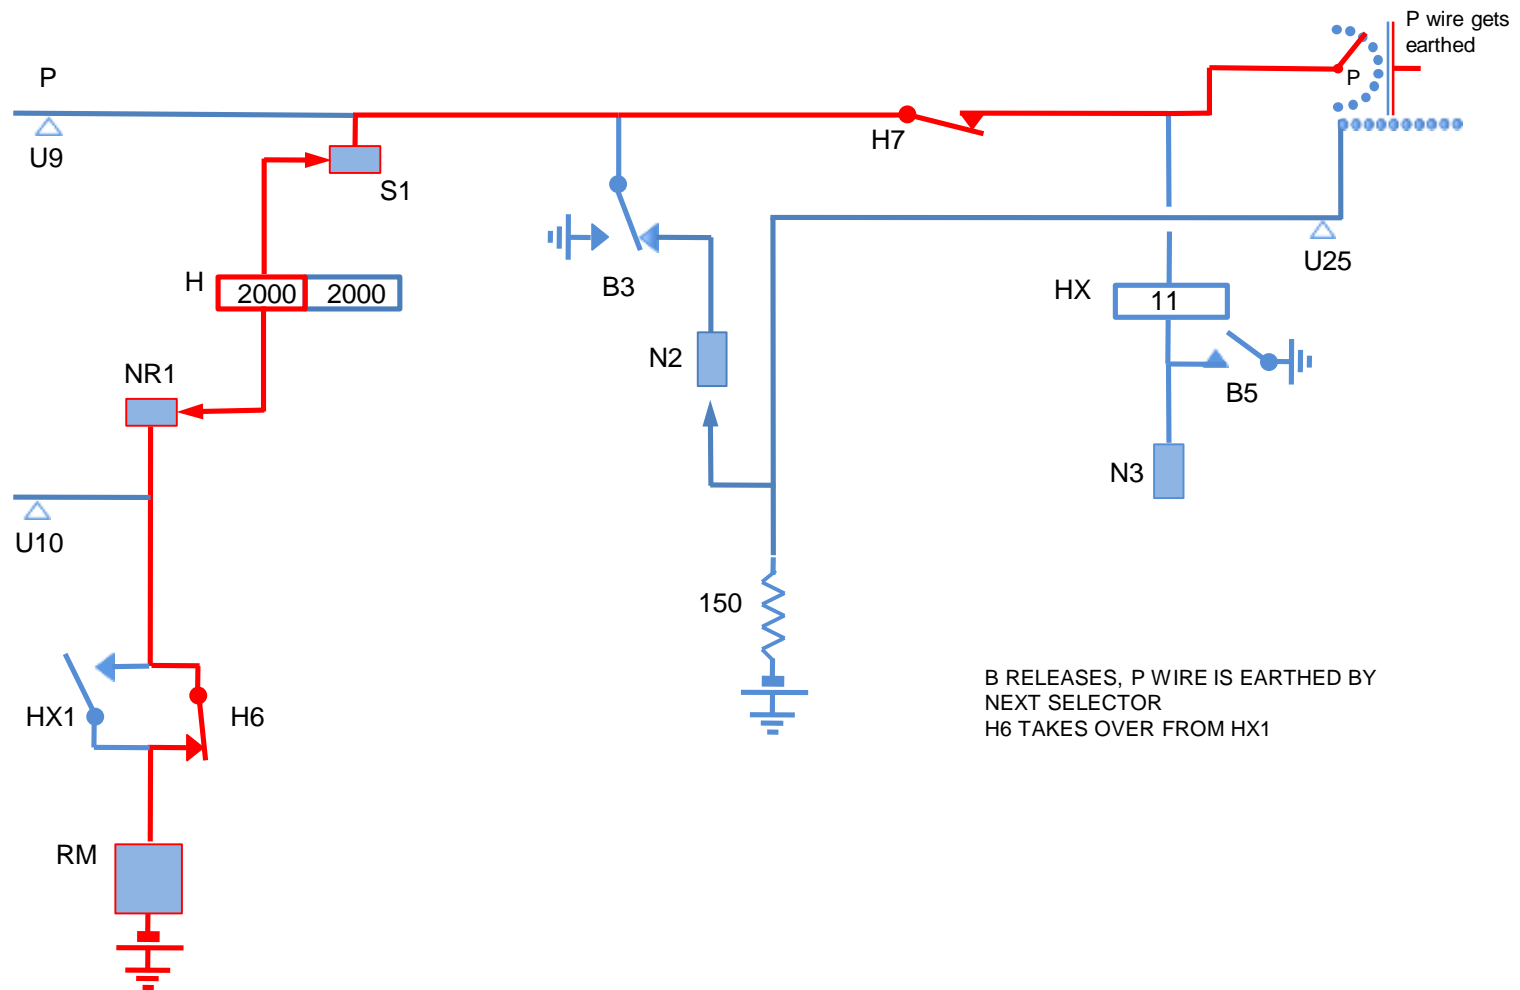 P wire gets
earthed
P
P
U9
H7
S1
U25
H
2000
2000
B3
HX
11
N2
NR1
B5
N3
U10
150
B RELEASES, P WIRE IS EARTHED BY
NEXT SELECTOR
H6 TAKES OVER FROM HX1
HX1
H6
RM